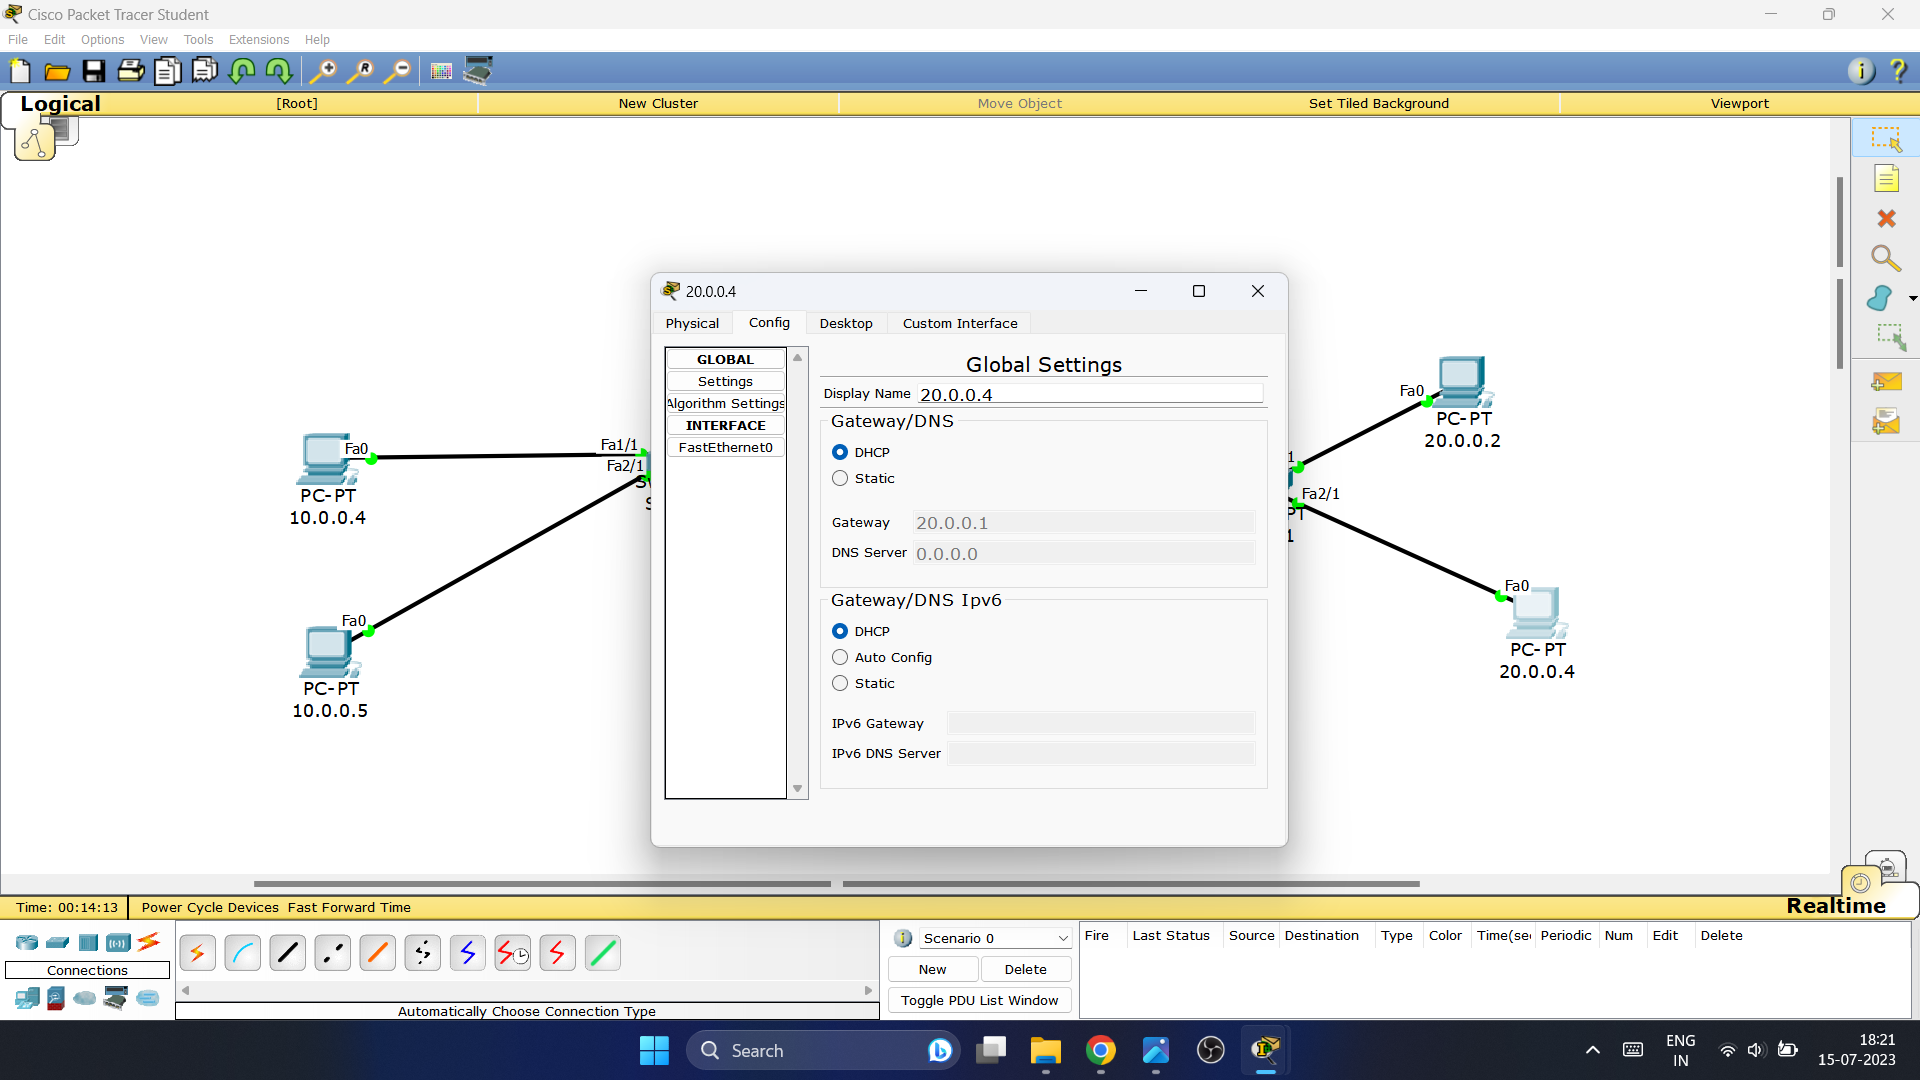 Cisco Packet Tracer Student
File Edit Options View Tools Extensions Help
Logical [Root] New Cluster Move Object Set Tiled Background Viewport
20.0.0.4
Physical Config Desktop Custom Interface
GLOBAL
Settings
Algorithm Settings
INTERFACE
FastEthernet0
Global Settings
Display Name 20.0.0.4
Gateway/DNS
DHCP
Static
Gateway 20.0.0.1
DNS Server 0.0.0.0
Gateway/DNS Ipv6
DHCP
Auto Config
Static
IPv6 Gateway
IPv6 DNS Server
Fa0
PC-PT
10.0.0.4
Fa1/1
Fa2/1
S
Fa0
PC-PT
10.0.0.5
Fa0
PC-PT
20.0.0.2
1
Fa2/1
PT
1
Fa0
PC-PT
20.0.0.4
Time: 00:14:13 Power Cycle Devices Fast Forward Time
Realtime
Connections
Automatically Choose Connection Type
Scenario 0
New Delete
Toggle PDU List Window
Fire Last Status Source Destination Type Color Time(se Periodic Num Edit Delete
Search
ENG
IN
18:21
15-07-2023